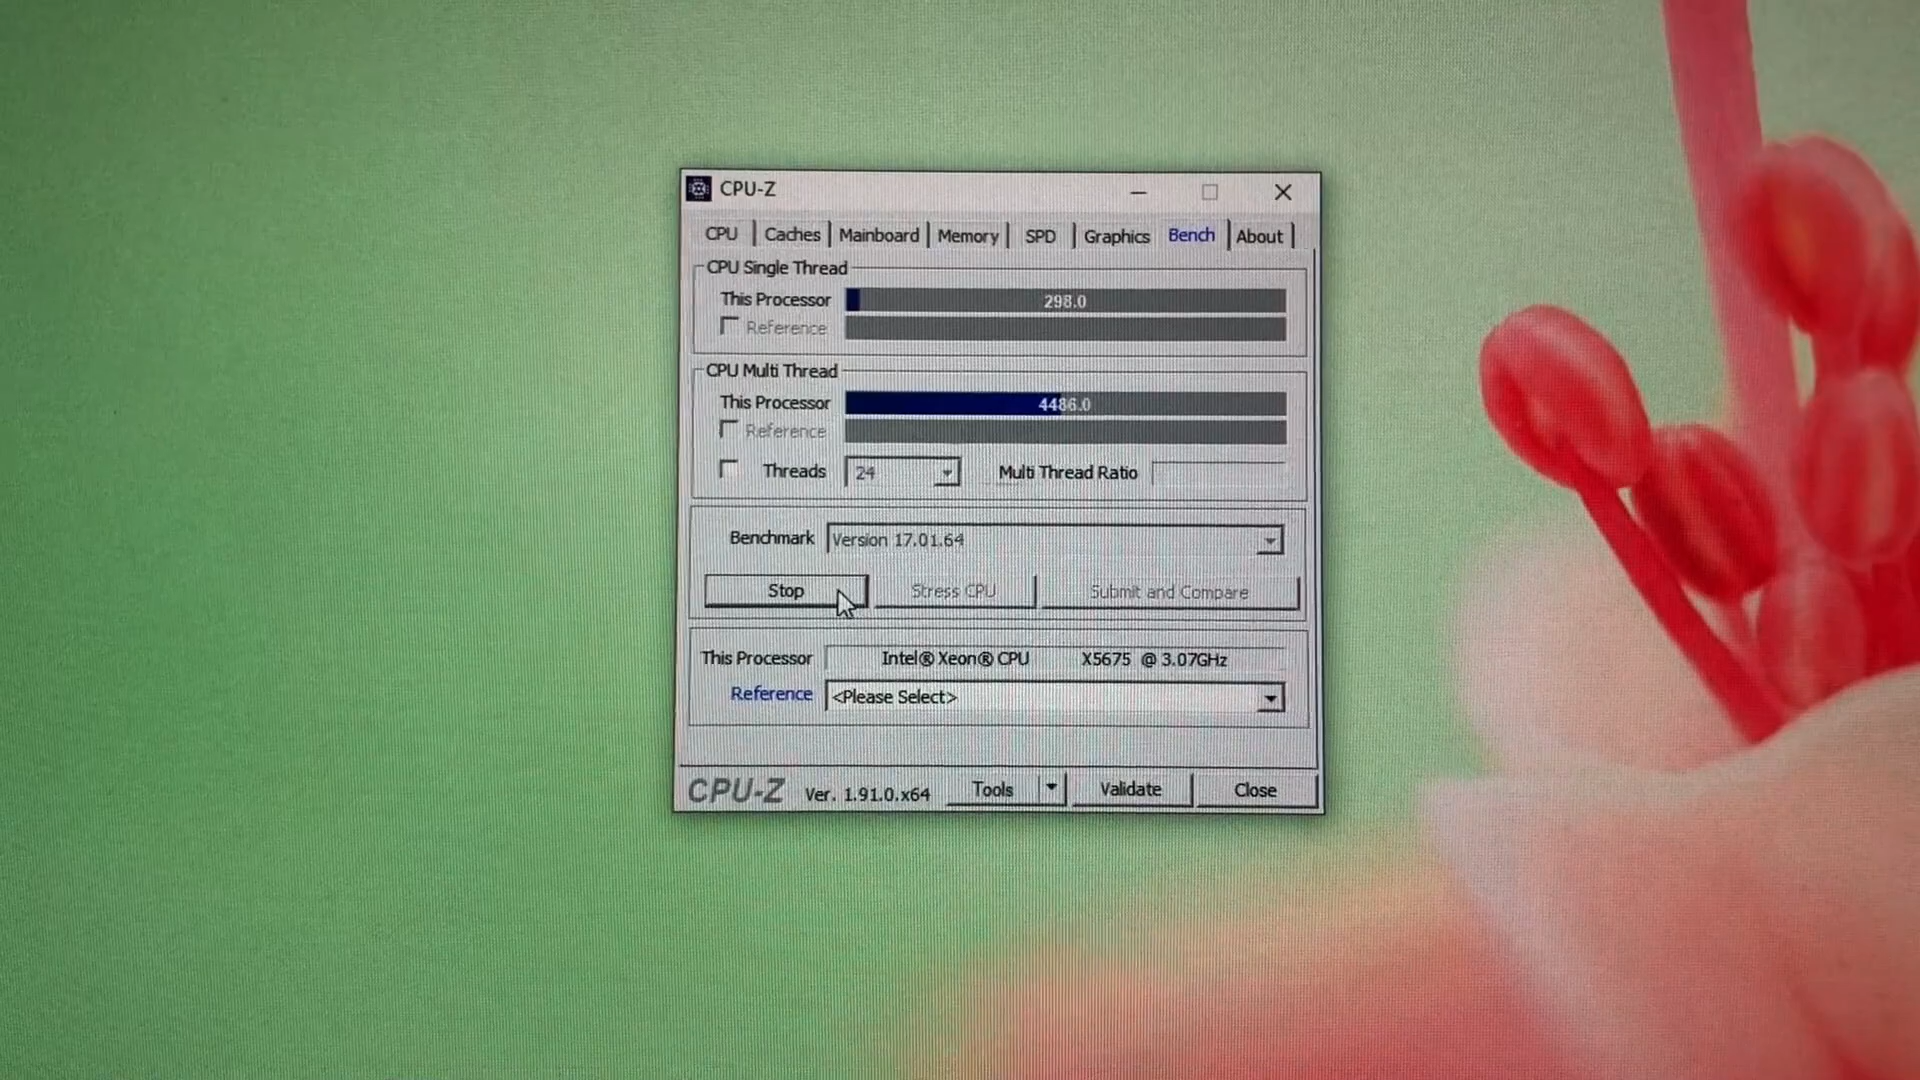 CPU-Z
CPU Caches Mainboard Memory SPD Graphics Bench About
CPU Single Thread
This Processor 298.0
Reference
CPU Multi Thread
This Processor 4486.0
Reference
Threads 24 Multi Thread Ratio
Benchmark Version 17.01.64
Stop Stress CPU Submit and Compare
This Processor Intel® Xeon® CPU X5675 @ 3.07GHz
Reference <Please Select>
CPU-Z Ver. 1.91.0.x64 Tools Validate Close